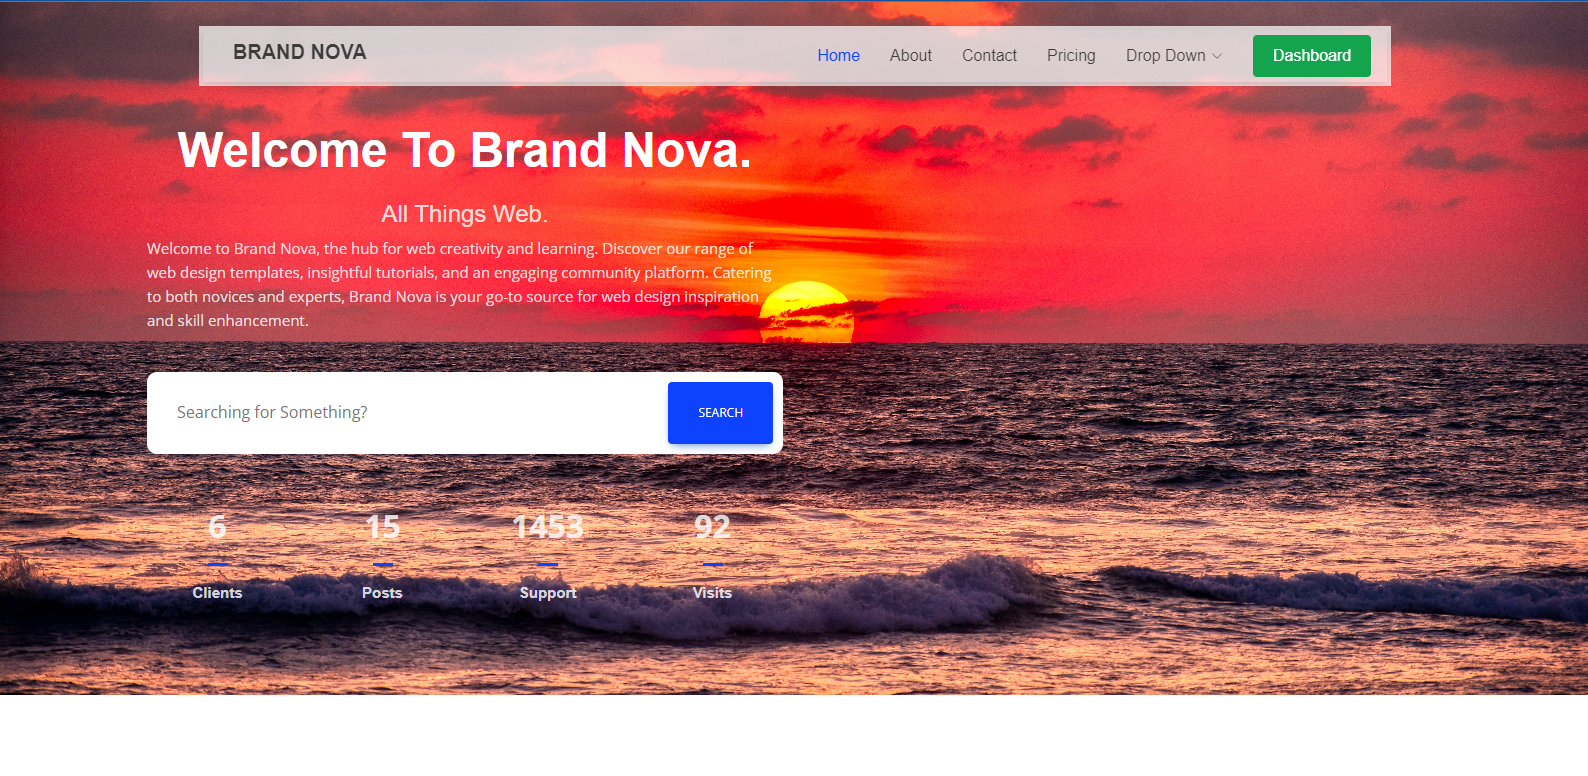 BRAND NOVA
Home About Contact Pricing Drop Down Dashboard
Welcome To Brand Nova.
All Things Web.
Welcome to Brand Nova, the hub for web creativity and learning. Discover our range of
web design templates, insightful tutorials, and an engaging community platform. Catering
to both novices and experts, Brand Nova is your go-to source for web design inspiration
and skill enhancement.
Searching for Something? SEARCH
6 15 1453 92
Clients Posts Support Visits